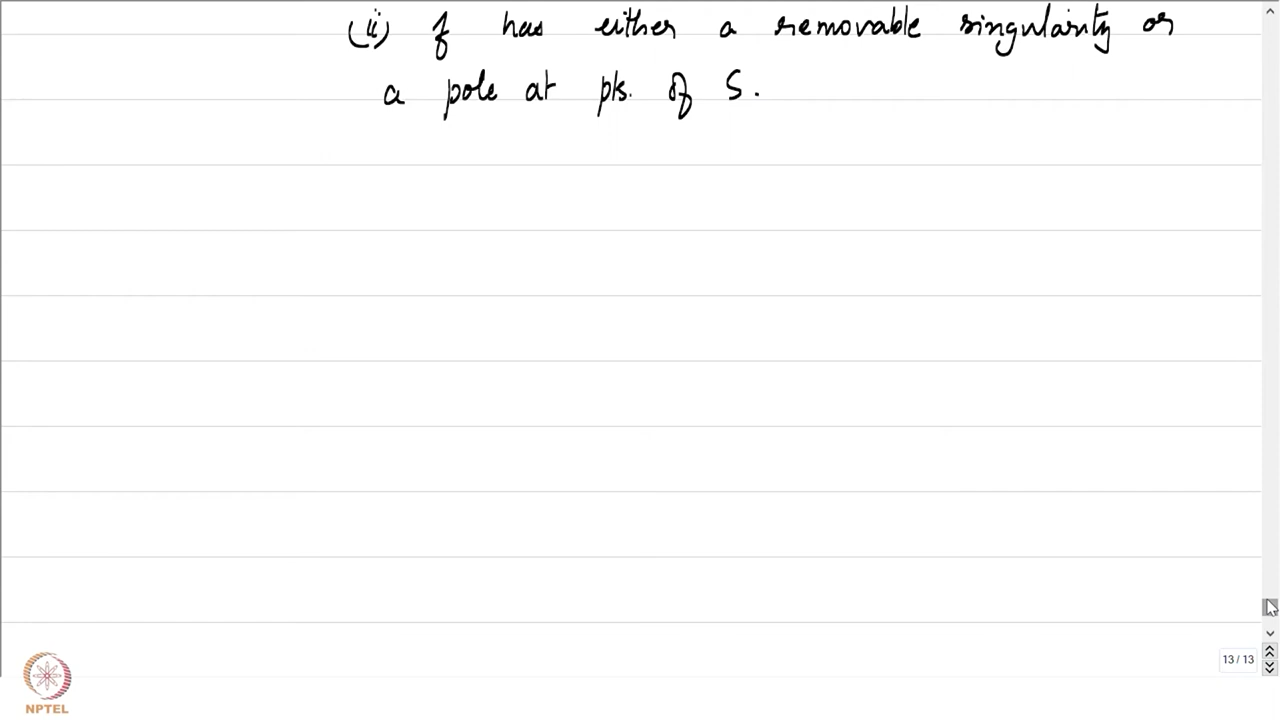 (ii) f has either a removable singularity or
a pole at pts. of S.
13 / 13
NPTEL